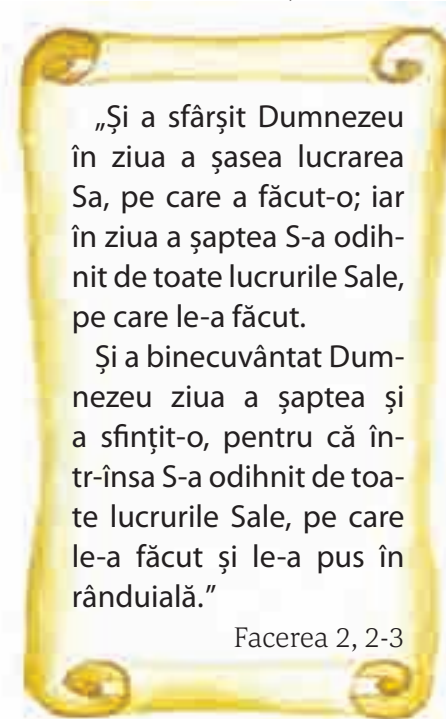 „Și a sfârșit Dumnezeu
în ziua a șasea lucrarea
Sa, pe care a făcut-o; iar
în ziua a șaptea S-a odih-
nit de toate lucrurile Sale,
pe care le-a făcut.
Și a binecuvântat Dum-
nezeu ziua a șaptea și
a sfințit-o, pentru că în-
tr-însa S-a odihnit de toa-
te lucrurile Sale, pe care
le-a făcut și le-a pus în
rânduială.”
Facerea 2, 2-3